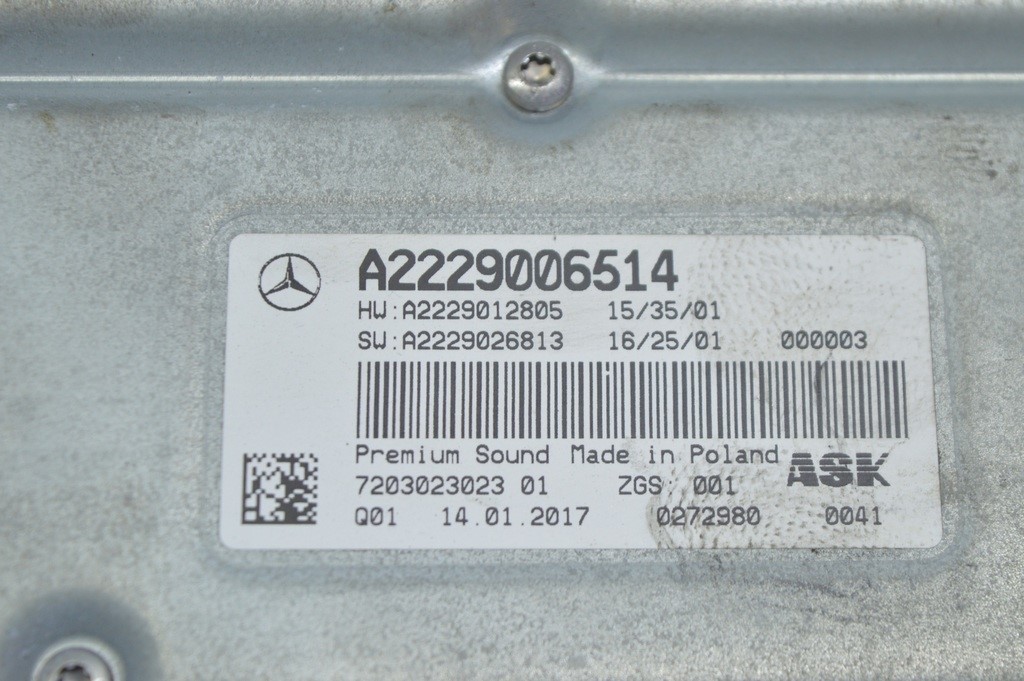 A2229006514
HW:A2229012805 15/35/01
SW:A2229026813 16/25/01 000003
Premium Sound Made in Poland ASK
7203023023 01 ZGS: 001
Q01 14.01.2017 0272980 0041